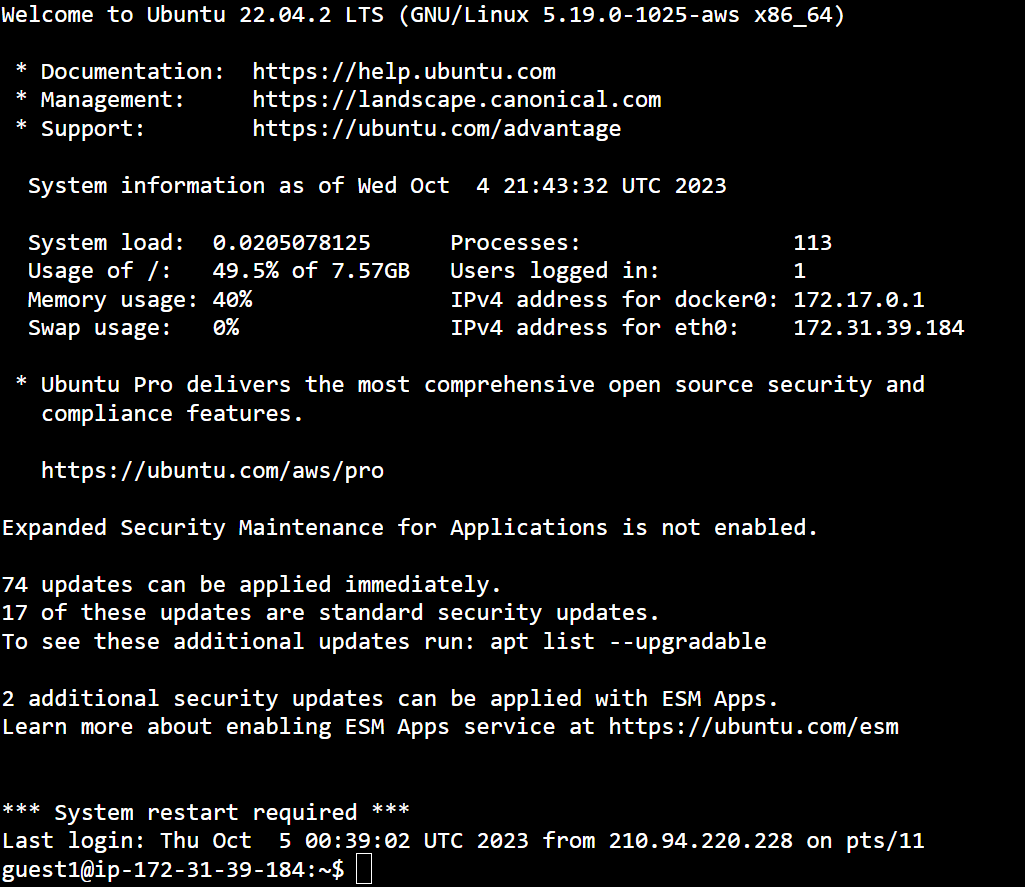 Welcome to Ubuntu 22.04.2 LTS (GNU/Linux 5.19.0-1025-aws x86_64)

 * Documentation:  https://help.ubuntu.com
 * Management:     https://landscape.canonical.com
 * Support:        https://ubuntu.com/advantage

  System information as of Wed Oct  4 21:43:32 UTC 2023

  System load:  0.0205078125      Processes:                113
  Usage of /:   49.5% of 7.57GB   Users logged in:          1
  Memory usage: 40%               IPv4 address for docker0: 172.17.0.1
  Swap usage:   0%                IPv4 address for eth0:    172.31.39.184

 * Ubuntu Pro delivers the most comprehensive open source security and
   compliance features.

   https://ubuntu.com/aws/pro

Expanded Security Maintenance for Applications is not enabled.

74 updates can be applied immediately.
17 of these updates are standard security updates.
To see these additional updates run: apt list --upgradable

2 additional security updates can be applied with ESM Apps.
Learn more about enabling ESM Apps service at https://ubuntu.com/esm


*** System restart required ***
Last login: Thu Oct  5 00:39:02 UTC 2023 from 210.94.220.228 on pts/11
guest1@ip-172-31-39-184:~$